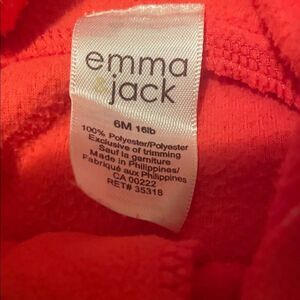 emma
&jack
6M 16lb
100% Polyester/Polyester
Exclusive of trimming
Sauf la garniture
Made in Philippines/
Fabriqué aux Philippines
CA 00222
RET# 35318